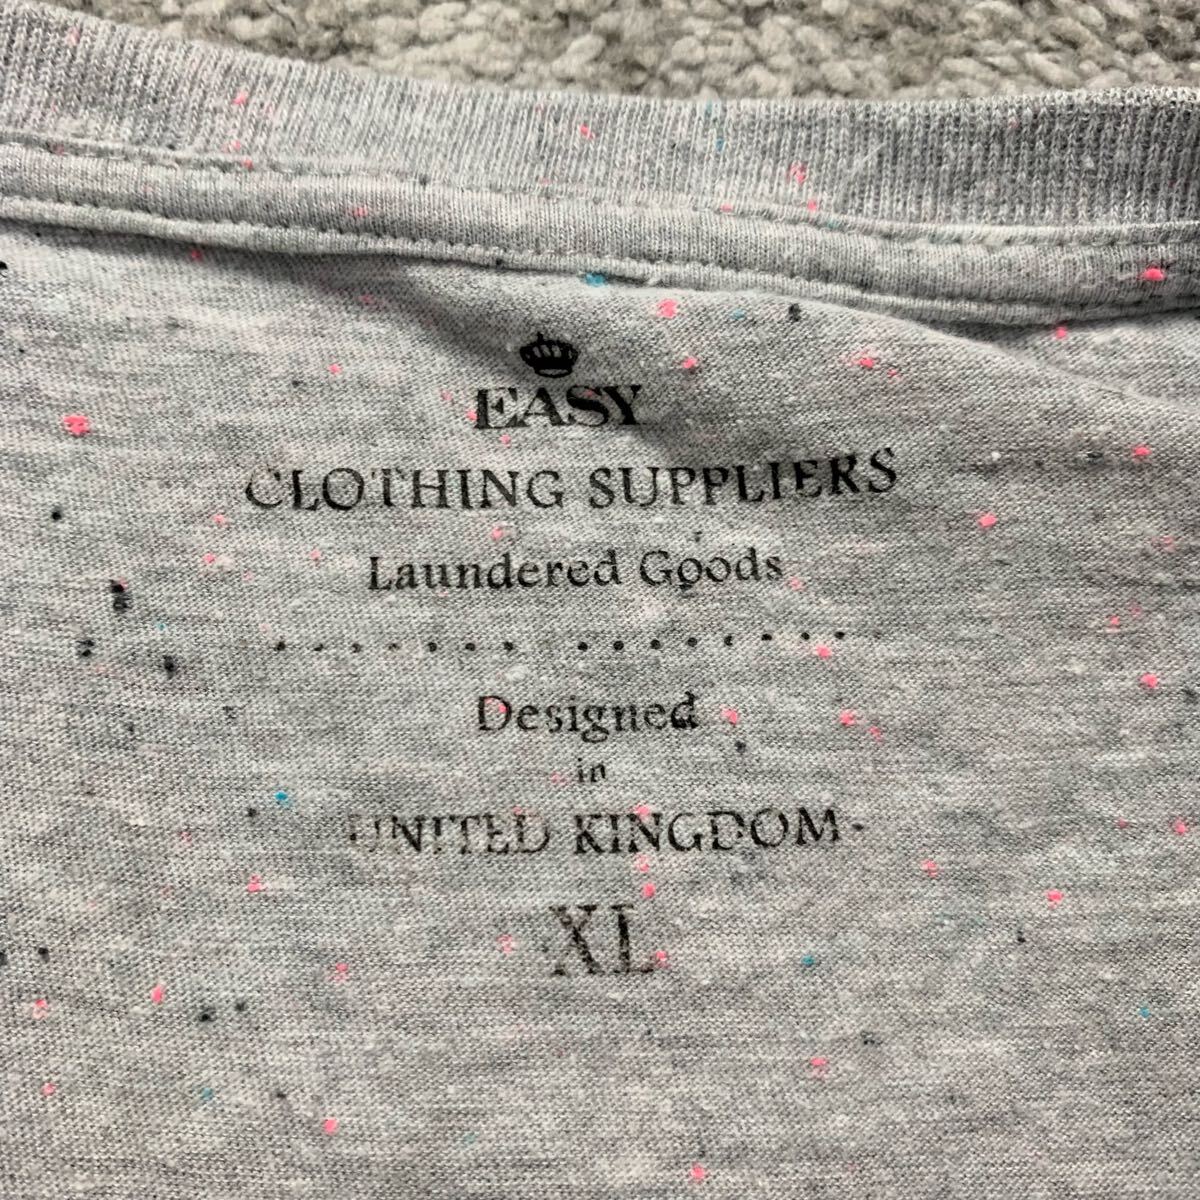 EASY
CLOTHING SUPPLIERS
Laundered Goods
Designed
in
UNITED KINGDOM
XL